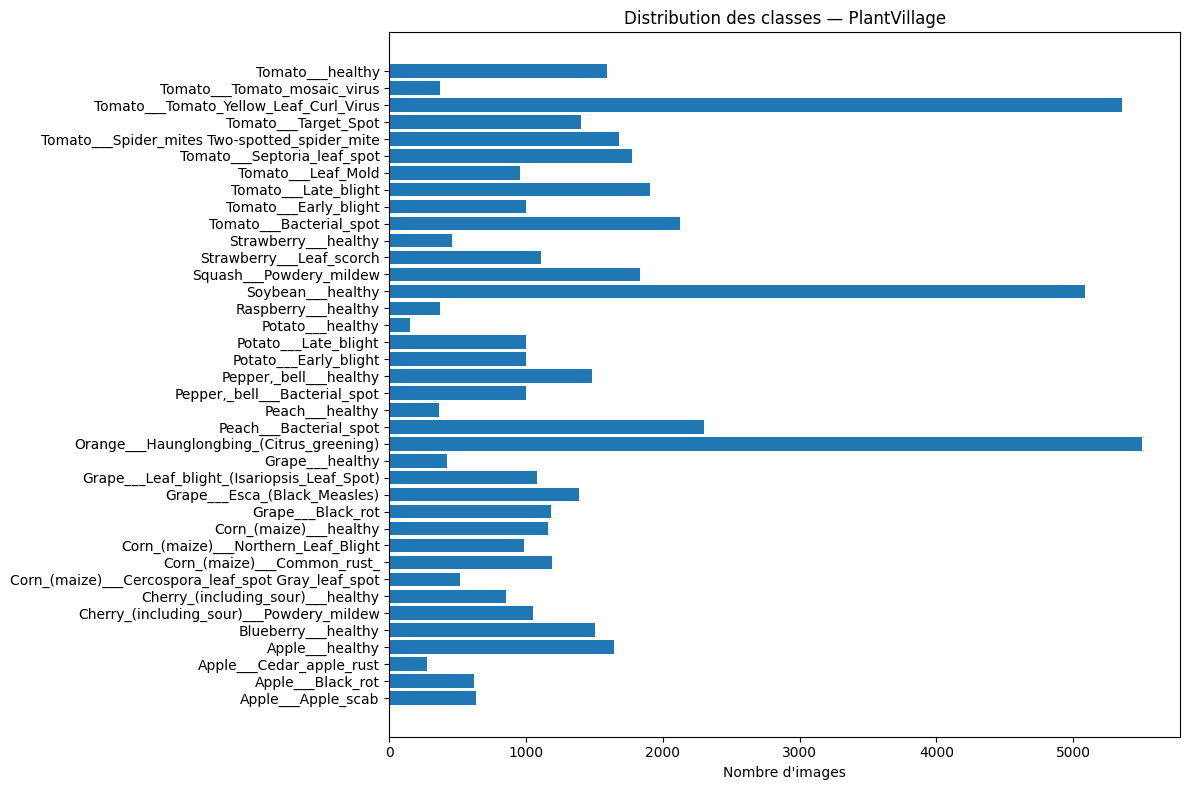 Distribution des classes — PlantVillage
Tomato___healthy
Tomato___Tomato_mosaic_virus
Tomato___Tomato_Yellow_Leaf_Curl_Virus
Tomato___Target_Spot
Tomato___Spider_mites Two-spotted_spider_mite
Tomato___Septoria_leaf_spot
Tomato___Leaf_Mold
Tomato___Late_blight
Tomato___Early_blight
Tomato___Bacterial_spot
Strawberry___healthy
Strawberry___Leaf_scorch
Squash___Powdery_mildew
Soybean___healthy
Raspberry___healthy
Potato___healthy
Potato___Late_blight
Potato___Early_blight
Pepper,_bell___healthy
Pepper,_bell___Bacterial_spot
Peach___healthy
Peach___Bacterial_spot
Orange___Haunglongbing_(Citrus_greening)
Grape___healthy
Grape___Leaf_blight_(Isariopsis_Leaf_Spot)
Grape___Esca_(Black_Measles)
Grape___Black_rot
Corn_(maize)___healthy
Corn_(maize)___Northern_Leaf_Blight
Corn_(maize)___Common_rust_
Corn_(maize)___Cercospora_leaf_spot Gray_leaf_spot
Cherry_(including_sour)___healthy
Cherry_(including_sour)___Powdery_mildew
Blueberry___healthy
Apple___healthy
Apple___Cedar_apple_rust
Apple___Black_rot
Apple___Apple_scab
0 1000 2000 3000 4000 5000
Nombre d'images